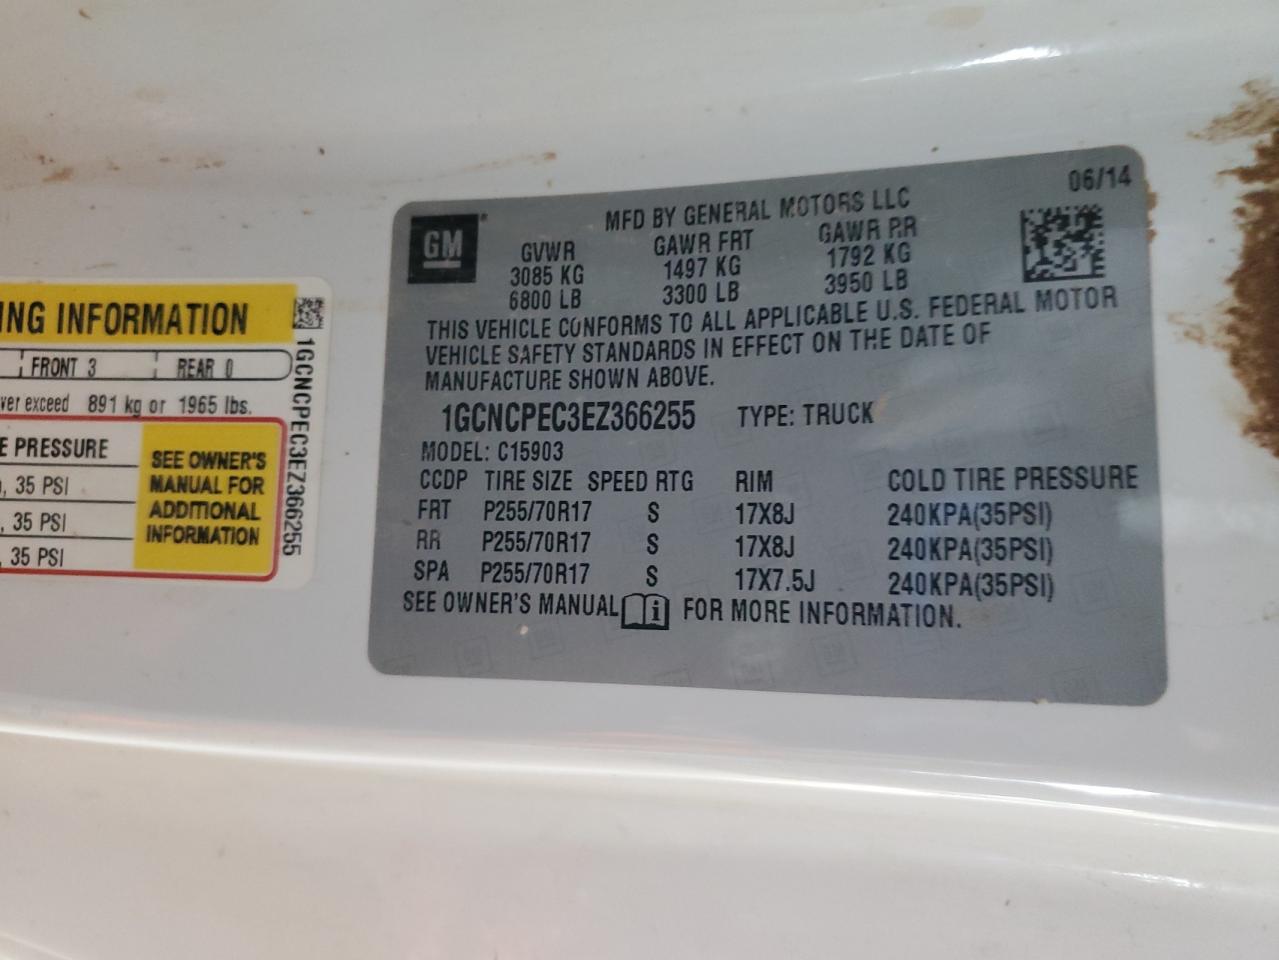 ING INFORMATION
FRONT 3 REAR 0
ver exceed 891 kg or 1965 lbs.
E PRESSURE
, 35 PSI
, 35 PSI
, 35 PSI
SEE OWNER'S
MANUAL FOR
ADDITIONAL
INFORMATION
1GCNCPEC3EZ366255
06/14
GM
MFD BY GENERAL MOTORS LLC
GVWR GAWR FRT GAWR RR
3085 KG 1497 KG 1792 KG
6800 LB 3300 LB 3950 LB
THIS VEHICLE CONFORMS TO ALL APPLICABLE U.S. FEDERAL MOTOR
VEHICLE SAFETY STANDARDS IN EFFECT ON THE DATE OF
MANUFACTURE SHOWN ABOVE.
1GCNCPEC3EZ366255 TYPE: TRUCK
MODEL: C15903
CCDP TIRE SIZE SPEED RTG RIM COLD TIRE PRESSURE
FRT P255/70R17 S 17X8J 240KPA(35PSI)
RR P255/70R17 S 17X8J 240KPA(35PSI)
SPA P255/70R17 S 17X7.5J 240KPA(35PSI)
SEE OWNER'S MANUAL i FOR MORE INFORMATION.